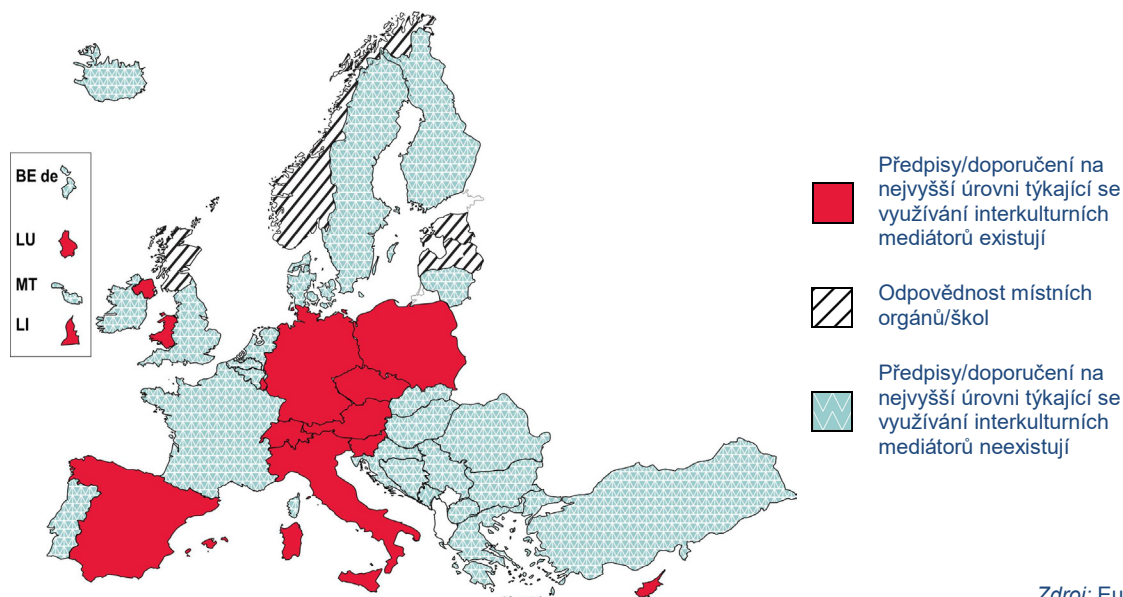 BE de
LU
MT
LI
Předpisy/doporučení na
nejvyšší úrovni týkající se
využívání interkulturních
mediátorů existují
Odpovědnost místních
orgánů/škol
Předpisy/doporučení na
nejvyšší úrovni týkající se
využívání interkulturních
mediátorů neexistují
Zdroj: Eu